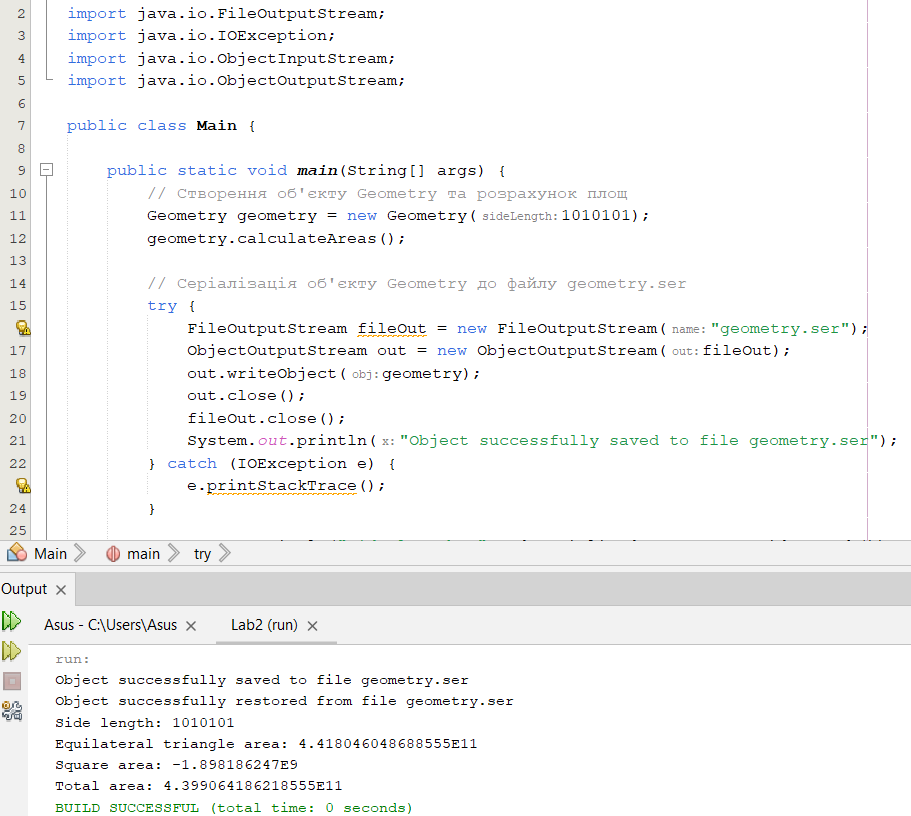 2 import java.io.FileOutputStream;
3 import java.io.IOException;
4 import java.io.ObjectInputStream;
5 import java.io.ObjectOutputStream;
6
7 public class Main {
8
9 public static void main(String[] args) {
10 // Створення об'єкту Geometry та розрахунок площ
11 Geometry geometry = new Geometry( sideLength: 1010101);
12 geometry.calculateAreas();
13
14 // Серіалізація об'єкту Geometry до файлу geometry.ser
15 try {
FileOutputStream fileOut = new FileOutputStream( name: "geometry.ser");
17 ObjectOutputStream out = new ObjectOutputStream( out: fileOut);
18 out.writeObject( obj: geometry);
19 out.close();
20 fileOut.close();
21 System.out.println( x: "Object successfully saved to file geometry.ser");
22 } catch (IOException e) {
e.printStackTrace();
24 }
25
Main main try
Output
Asus - C:\Users\Asus Lab2 (run)
run:
Object successfully saved to file geometry.ser
Object successfully restored from file geometry.ser
Side length: 1010101
Equilateral triangle area: 4.418046048688555E11
Square area: -1.898186247E9
Total area: 4.399064186218555E11
BUILD SUCCESSFUL (total time: 0 seconds)